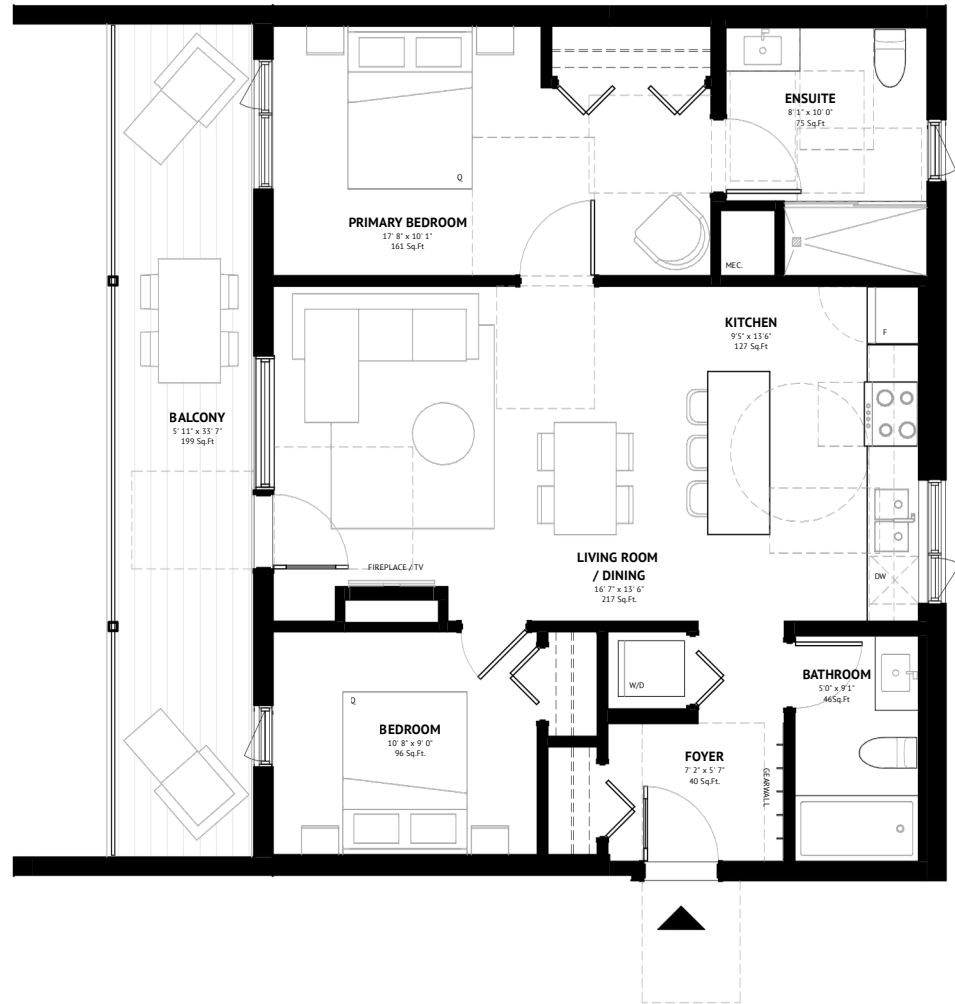 ENSUITE
8' 1" x 10' 0"
75 Sq.Ft
Q
PRIMARY BEDROOM
17' 8" x 10' 1"
161 Sq.Ft
MEC.
KITCHEN
9'5" x 13'6"
127 Sq.Ft
F
BALCONY
5' 11" x 33' 7"
199 Sq.Ft
FIREPLACE / TV
LIVING ROOM
/ DINING
16' 7" x 13' 6"
217 Sq.Ft.
DW
W/D
BATHROOM
5'0" x 9'1"
46Sq.Ft
Q
BEDROOM
10' 8" x 9' 0"
96 Sq.Ft.
FOYER
7' 2" x 5' 7"
40 Sq.Ft.
GEARWALL